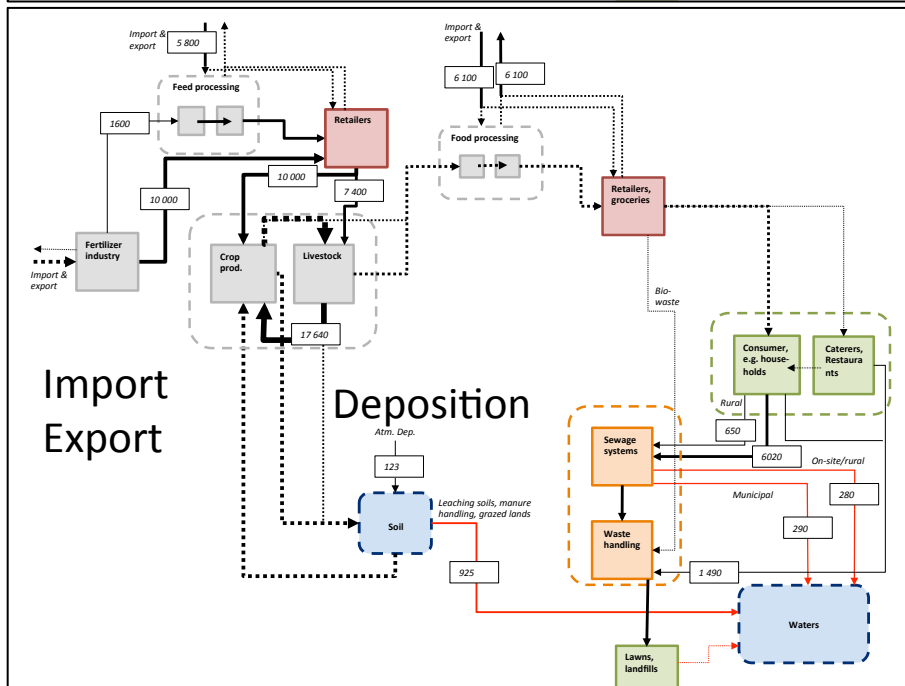 Import &
export
5 800
Import &
export
6 100
6 100
Feed processing
1600
Retailers
Food processing
10 000
7 400
10 000
Retailers,
groceries
Fertilizer
industry
Crop
prod.
Livestock
Import &
export
Bio-
waste
17 640
Consumer,
e.g. house-
holds
Caterers,
Restaura
nts
Import
Export
Deposition
Rural
650
Atm. Dep.
Sewage
systems
6020
123
On-site/rural
Municipal
280
Leaching soils, manure
handling, grazed lands
290
Soil
Waste
handling
925
1 490
Waters
Lawns,
landfills